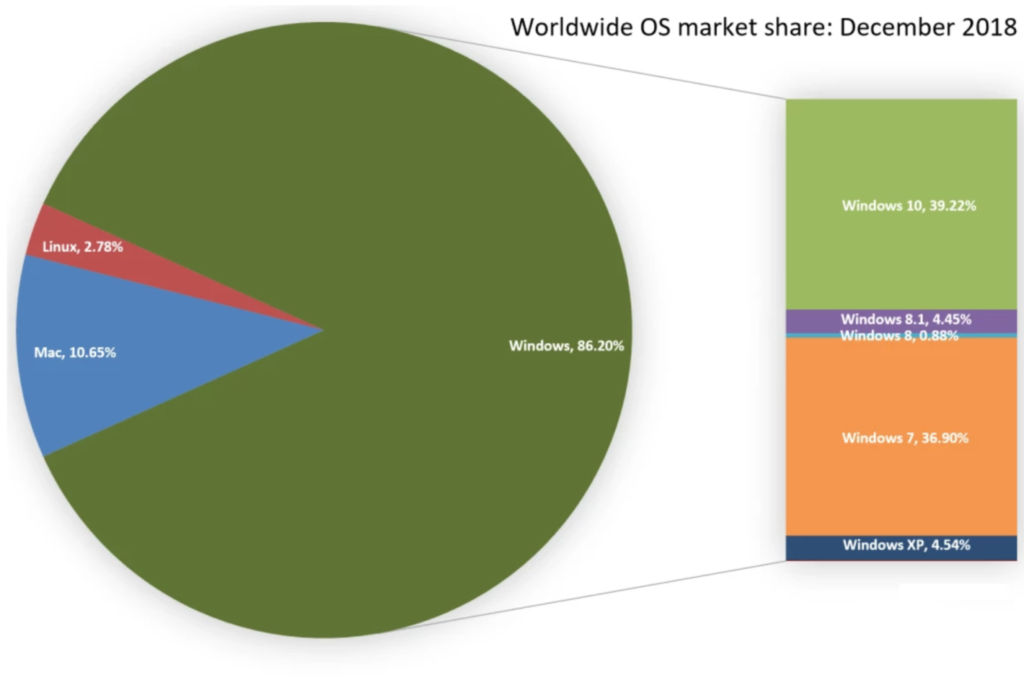 Worldwide OS market share: December 2018
Linux, 2.78%
Mac, 10.65%
Windows, 86.20%
Windows 10, 39.22%
Windows 8.1, 4.45%
Windows 8, 0.88%
Windows 7, 36.90%
Windows XP, 4.54%